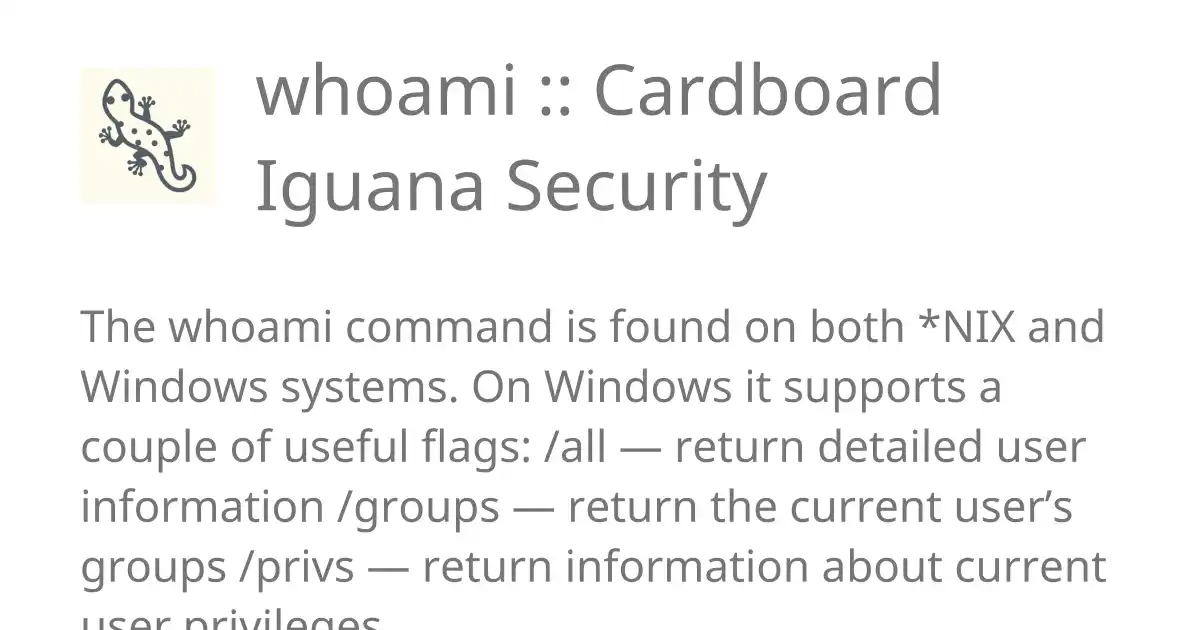 whoami :: Cardboard
Iguana Security
The whoami command is found on both *NIX and
Windows systems. On Windows it supports a
couple of useful flags: /all — return detailed user
information /groups — return the current user’s
groups /privs — return information about current
user privileges